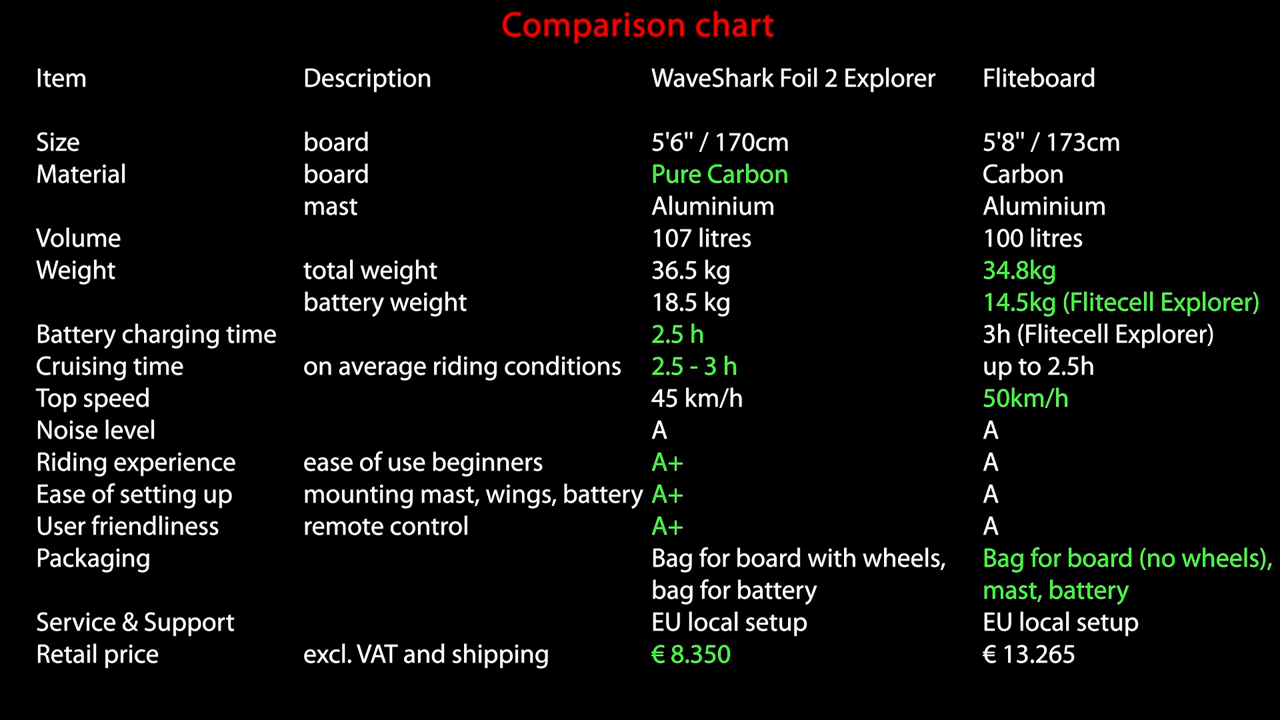 Comparison chart
Item Description WaveShark Foil 2 Explorer Fliteboard
Size board 5'6" / 170cm 5'8" / 173cm
Material board Pure Carbon Carbon
mast Aluminium Aluminium
Volume 107 litres 100 litres
Weight total weight 36.5 kg 34.8kg
battery weight 18.5 kg 14.5kg (Flitecell Explorer)
Battery charging time 2.5 h 3h (Flitecell Explorer)
Cruising time on average riding conditions 2.5 - 3 h up to 2.5h
Top speed 45 km/h 50km/h
Noise level A A
Riding experience ease of use beginners A+ A
Ease of setting up mounting mast, wings, battery A+ A
User friendliness remote control A+ A
Packaging Bag for board with wheels, Bag for board (no wheels),
bag for battery mast, battery
Service & Support EU local setup EU local setup
Retail price excl. VAT and shipping € 8.350 € 13.265